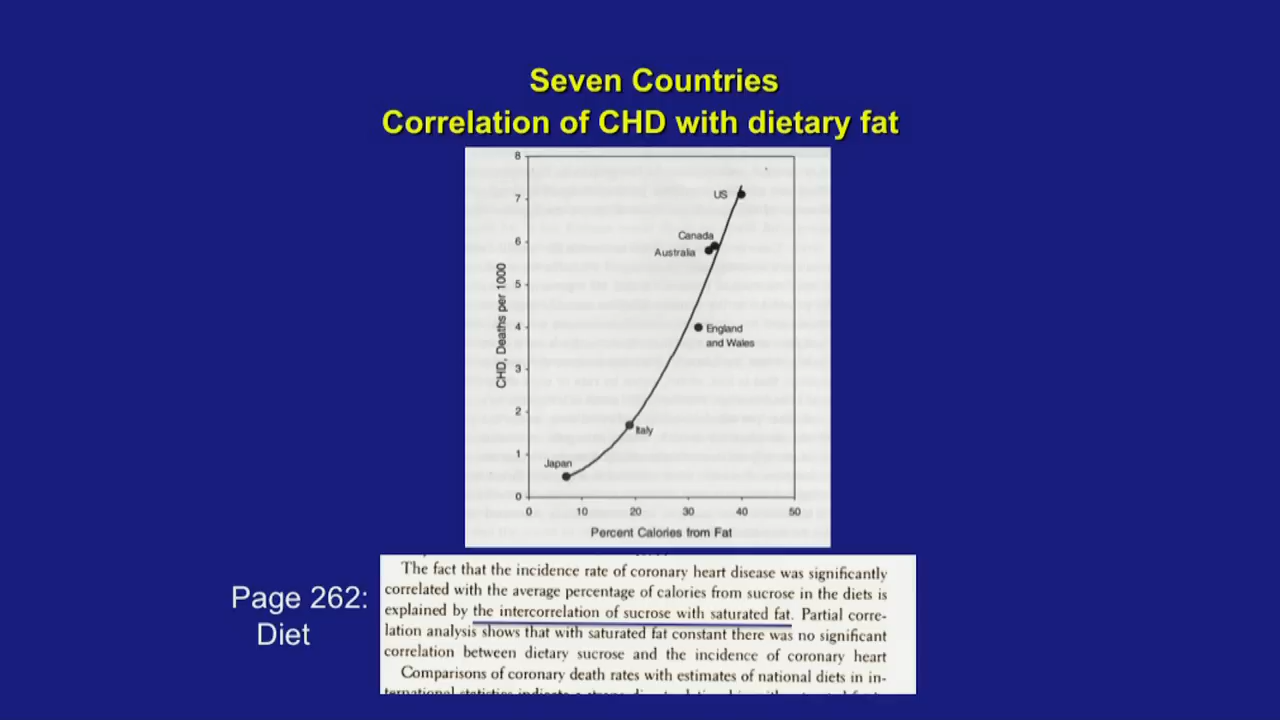 Seven Countries
Correlation of CHD with dietary fat
8
7
6
5
4
3
2
1
0
CHD, Deaths per 1000
US
Canada
Australia
England
and Wales
Italy
Japan
0 10 20 30 40 50
Percent Calories from Fat
Page 262:
Diet
The fact that the incidence rate of coronary heart disease was significantly
correlated with the average percentage of calories from sucrose in the diets is
explained by the intercorrelation of sucrose with saturated fat. Partial corre-
lation analysis shows that with saturated fat constant there was no significant
correlation between dietary sucrose and the incidence of coronary heart
Comparisons of coronary death rates with estimates of national diets in in-